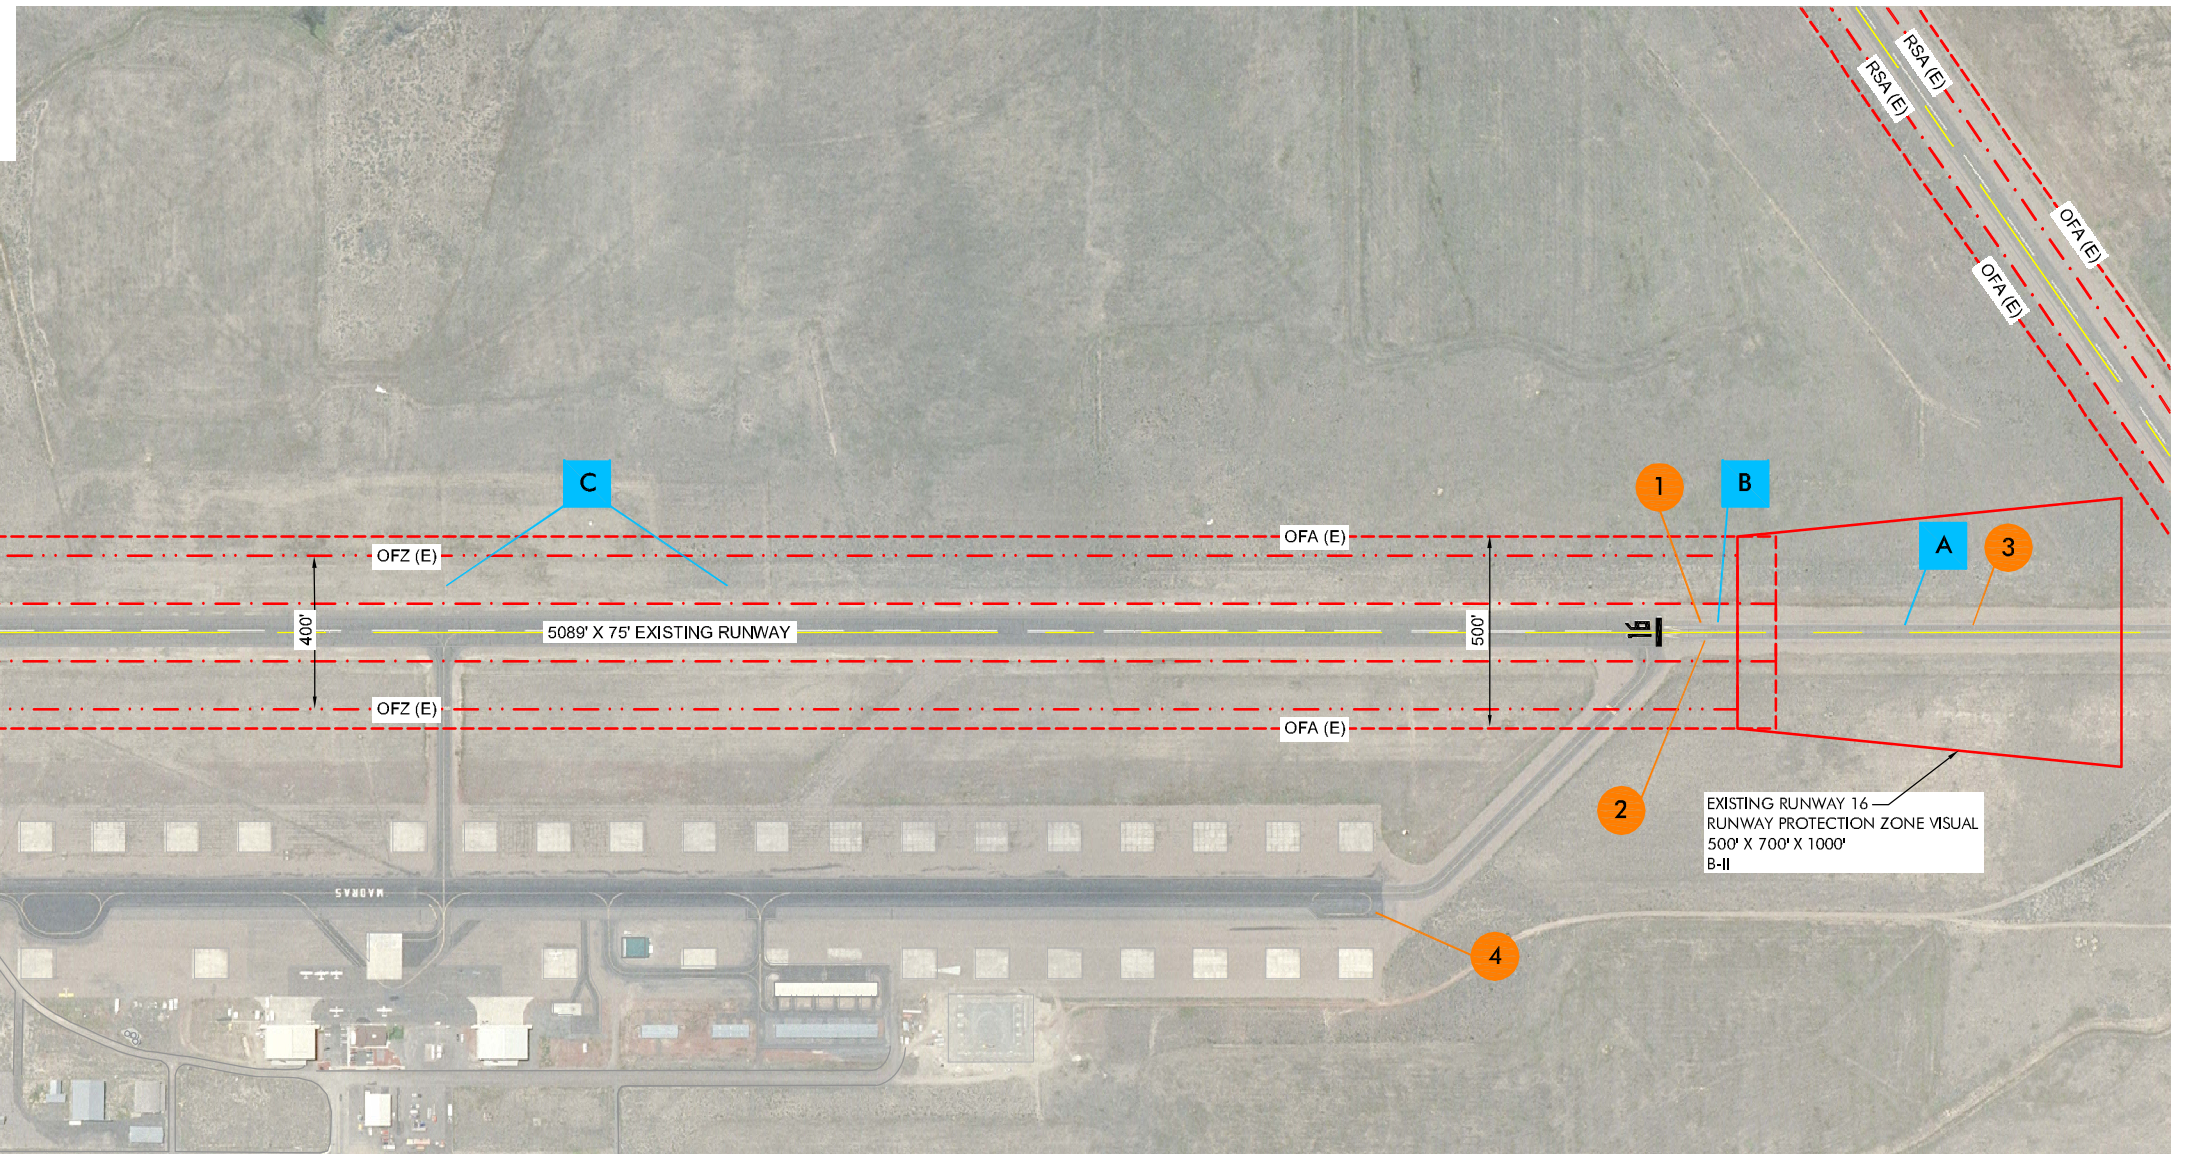 RSA (E)
RSA (E)
OFA (E)
OFA (E)
C
1
B
A
3
OFZ (E)
OFA (E)
400'
5089' X 75' EXISTING RUNWAY
500'
16
OFZ (E)
OFA (E)
2
EXISTING RUNWAY 16
RUNWAY PROTECTION ZONE VISUAL
500' X 700' X 1000'
B-II
MADRAS
4